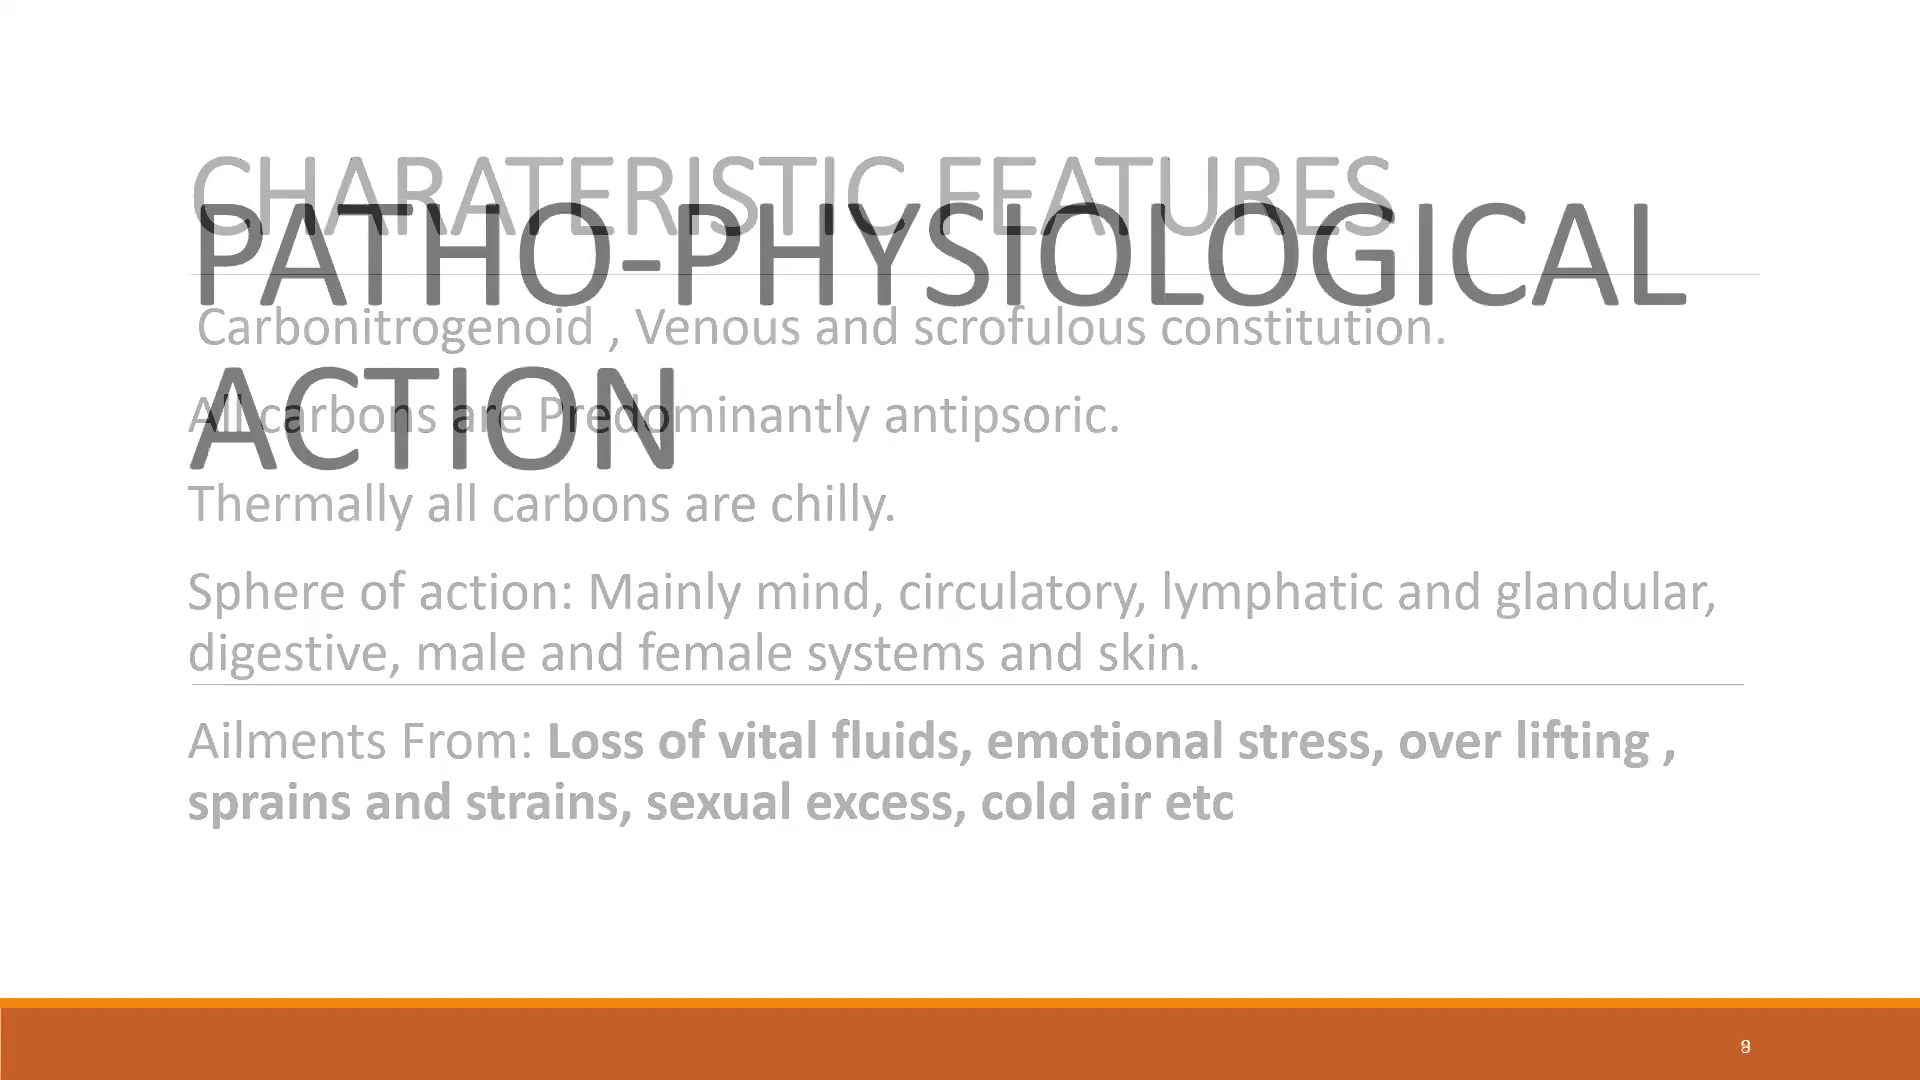 CHARATERISTIC FEATURES
PATHO-PHYSIOLOGICAL
ACTION
Carbonitrogenoid , Venous and scrofulous constitution.
All carbons are Predominantly antipsoric.
Thermally all carbons are chilly.
Sphere of action: Mainly mind, circulatory, lymphatic and glandular,
digestive, male and female systems and skin.
Ailments From: Loss of vital fluids, emotional stress, over lifting ,
sprains and strains, sexual excess, cold air etc